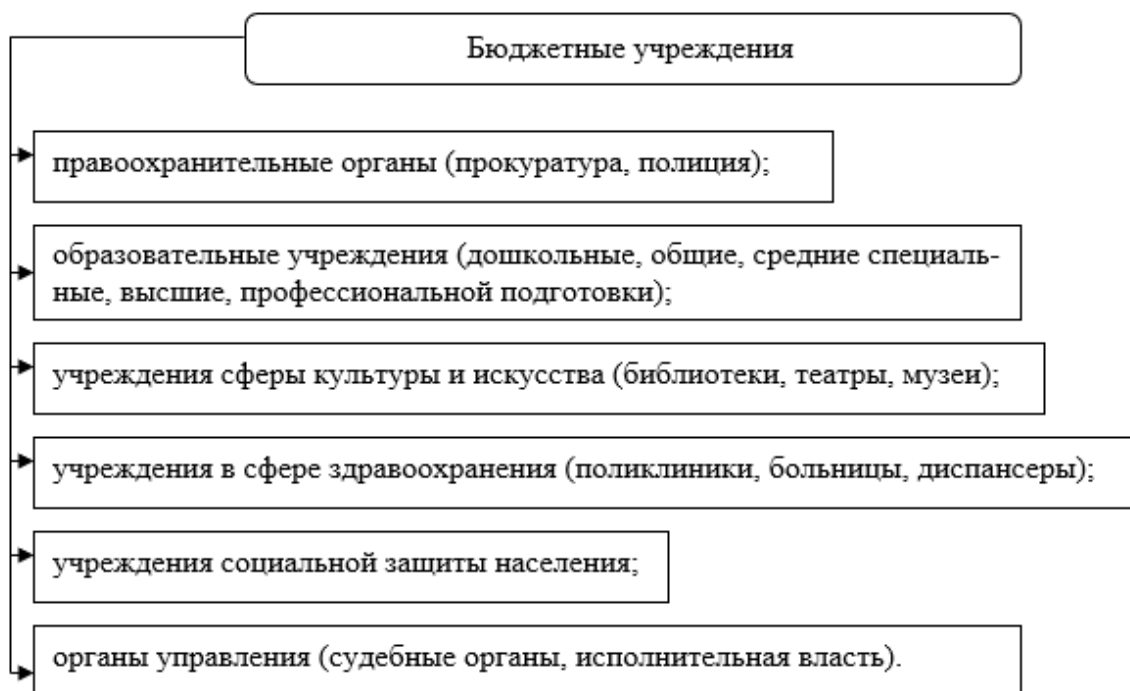 Бюджетные учреждения
правоохранительные органы (прокуратура, полиция);
образовательные учреждения (дошкольные, общие, средние специаль-
ные, высшие, профессиональной подготовки);
учреждения сферы культуры и искусства (библиотеки, театры, музеи);
учреждения в сфере здравоохранения (поликлиники, больницы, диспансеры);
учреждения социальной защиты населения;
органы управления (судебные органы, исполнительная власть).